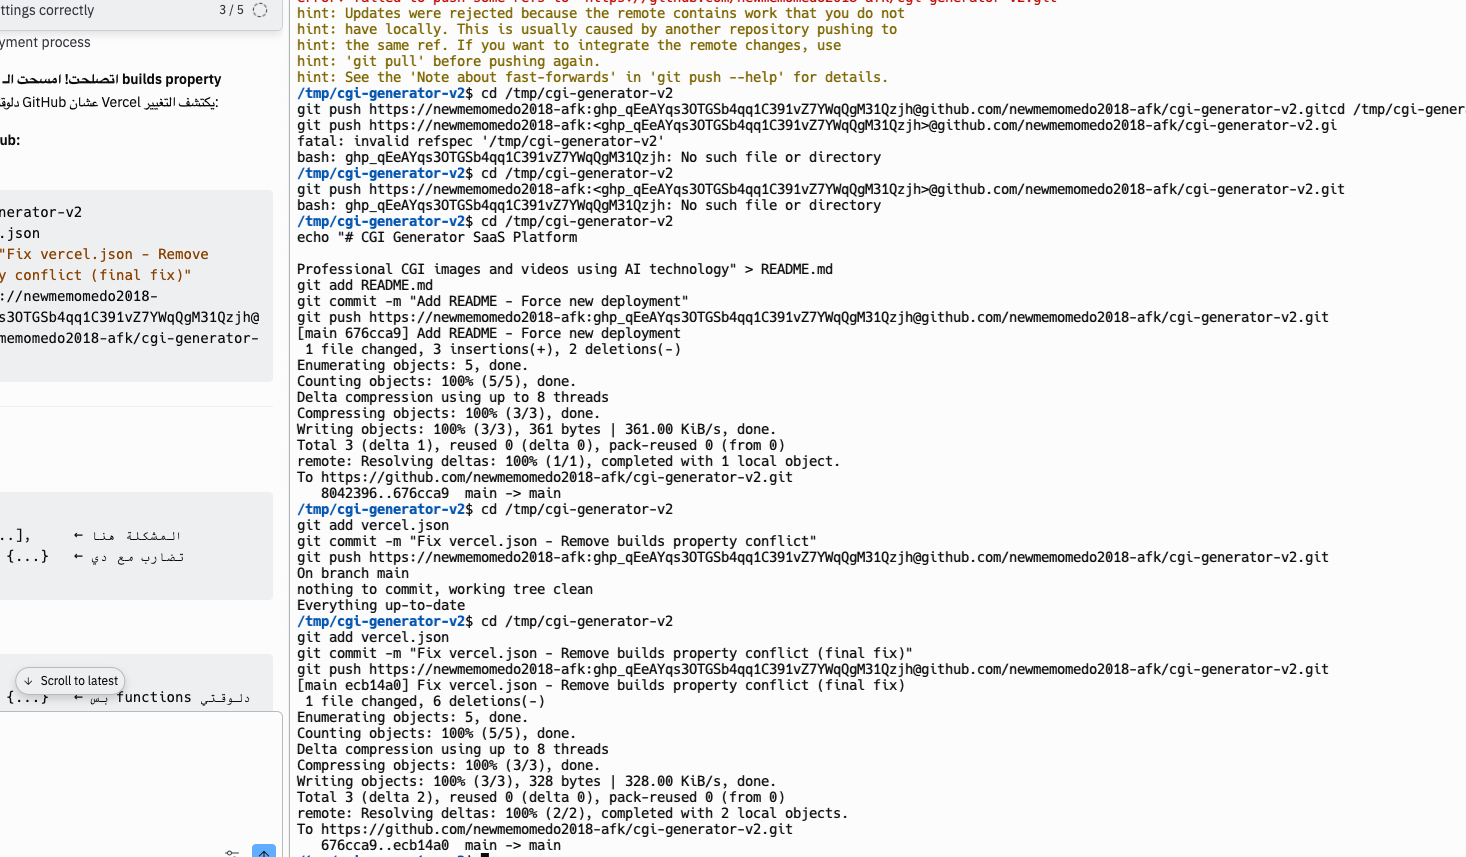 ttings correctly
3 / 5
yment process
اتصلحت! امسحت الـ builds property
دلوق GitHub عشان Vercel يكتشف التغيير:
ub:
nerator-v2
.json
"Fix vercel.json - Remove
y conflict (final fix)"
://newmemomedo2018-
s3OTGSb4qq1C391vZ7YWqQgM31Qzjh@
memomedo2018-afk/cgi-generator-
..],     ← المشكلة هنا
{...}   ← تضارب مع دي
↓ Scroll to latest
{...}   ← دلوقتي functions بس
hint: Updates were rejected because the remote contains work that you do not
hint: have locally. This is usually caused by another repository pushing to
hint: the same ref. If you want to integrate the remote changes, use
hint: 'git pull' before pushing again.
hint: See the 'Note about fast-forwards' in 'git push --help' for details.
/tmp/cgi-generator-v2$ cd /tmp/cgi-generator-v2
git push https://newmemomedo2018-afk: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@github.com/newmemomedo2018-afk/cgi-generator-v2.gitcd /tmp/cgi-gener
git push https://newmemomedo2018-afk:<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>@github.com/newmemomedo2018-afk/cgi-generator-v2.gi
fatal: invalid refspec '/tmp/cgi-generator-v2'
bash: 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: No such file or directory
/tmp/cgi-generator-v2$ cd /tmp/cgi-generator-v2
git push https://newmemomedo2018-afk:<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>@github.com/newmemomedo2018-afk/cgi-generator-v2.git
bash: 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: No such file or directory
/tmp/cgi-generator-v2$ cd /tmp/cgi-generator-v2
echo "# CGI Generator SaaS Platform

Professional CGI images and videos using AI technology" > README.md
git add README.md
git commit -m "Add README - Force new deployment"
git push https://newmemomedo2018-afk: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@github.com/newmemomedo2018-afk/cgi-generator-v2.git
[main 676cca9] Add README - Force new deployment
 1 file changed, 3 insertions(+), 2 deletions(-)
Enumerating objects: 5, done.
Counting objects: 100% (5/5), done.
Delta compression using up to 8 threads
Compressing objects: 100% (3/3), done.
Writing objects: 100% (3/3), 361 bytes | 361.00 KiB/s, done.
Total 3 (delta 1), reused 0 (delta 0), pack-reused 0 (from 0)
remote: Resolving deltas: 100% (1/1), completed with 1 local object.
To https://github.com/newmemomedo2018-afk/cgi-generator-v2.git
   8042396..676cca9  main -> main
/tmp/cgi-generator-v2$ cd /tmp/cgi-generator-v2
git add vercel.json
git commit -m "Fix vercel.json - Remove builds property conflict"
git push https://newmemomedo2018-afk: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@github.com/newmemomedo2018-afk/cgi-generator-v2.git
On branch main
nothing to commit, working tree clean
Everything up-to-date
/tmp/cgi-generator-v2$ cd /tmp/cgi-generator-v2
git add vercel.json
git commit -m "Fix vercel.json - Remove builds property conflict (final fix)"
git push https://newmemomedo2018-afk: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@github.com/newmemomedo2018-afk/cgi-generator-v2.git
[main ecb14a0] Fix vercel.json - Remove builds property conflict (final fix)
 1 file changed, 6 deletions(-)
Enumerating objects: 5, done.
Counting objects: 100% (5/5), done.
Delta compression using up to 8 threads
Compressing objects: 100% (3/3), done.
Writing objects: 100% (3/3), 328 bytes | 328.00 KiB/s, done.
Total 3 (delta 2), reused 0 (delta 0), pack-reused 0 (from 0)
remote: Resolving deltas: 100% (2/2), completed with 2 local objects.
To https://github.com/newmemomedo2018-afk/cgi-generator-v2.git
   676cca9..ecb14a0  main -> main